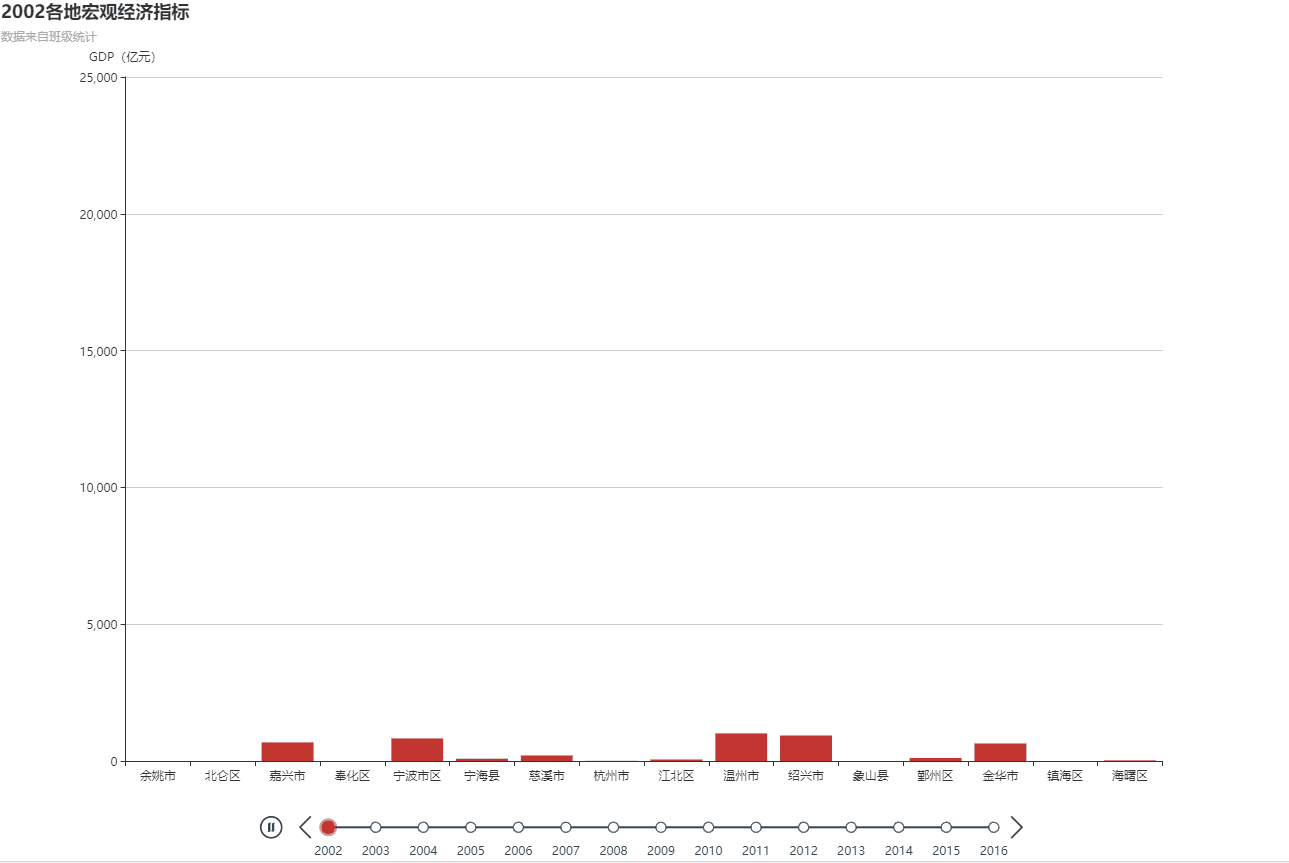 2002各地宏观经济指标
数据来自班级统计
GDP（亿元）
25,000
20,000
15,000
10,000
5,000
0
余姚市 北仑区 嘉兴市 奉化区 宁波市区 宁海县 慈溪市 杭州市 江北区 温州市 绍兴市 象山县 鄞州区 金华市 镇海区 海曙区
2002 2003 2004 2005 2006 2007 2008 2009 2010 2011 2012 2013 2014 2015 2016